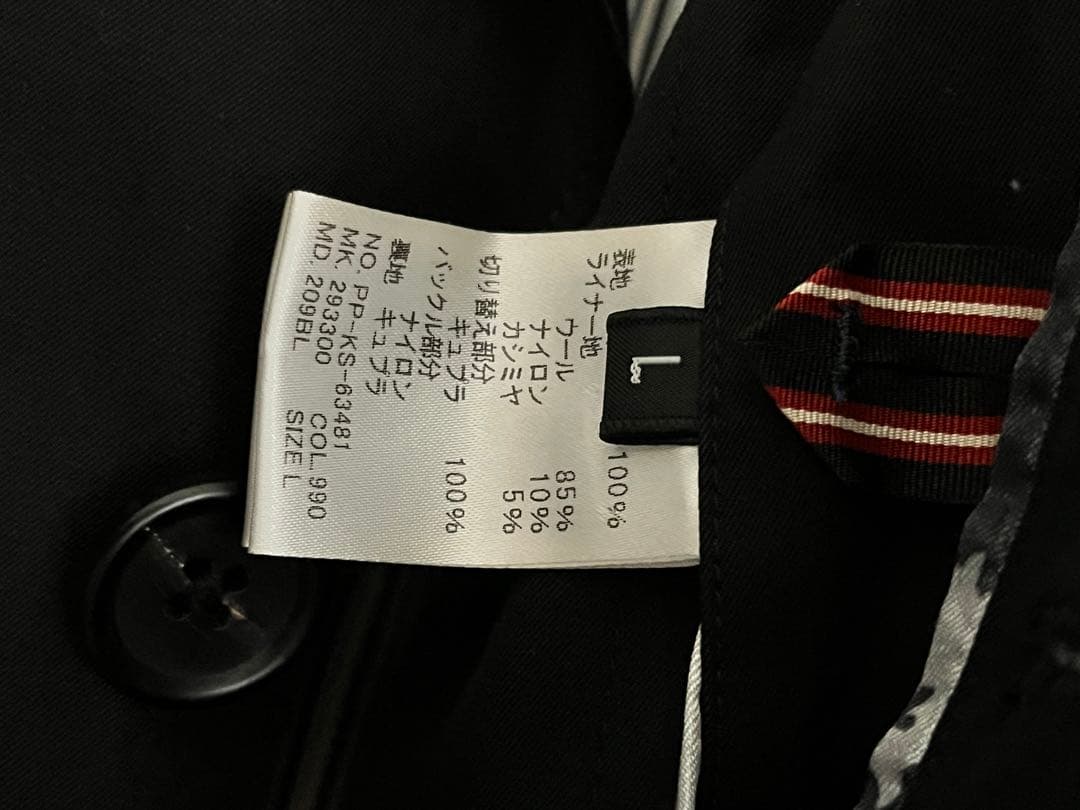 L
表地 100%
ライナー地
ウール 85%
ナイロン 10%
カシミヤ 5%
切り替え部分
キュプラ 100%
バックル部分
ナイロン
裏地 キュプラ
NO. PP-KS-63481
MK. 293300 COL. 990
MD. 209BL SIZE L